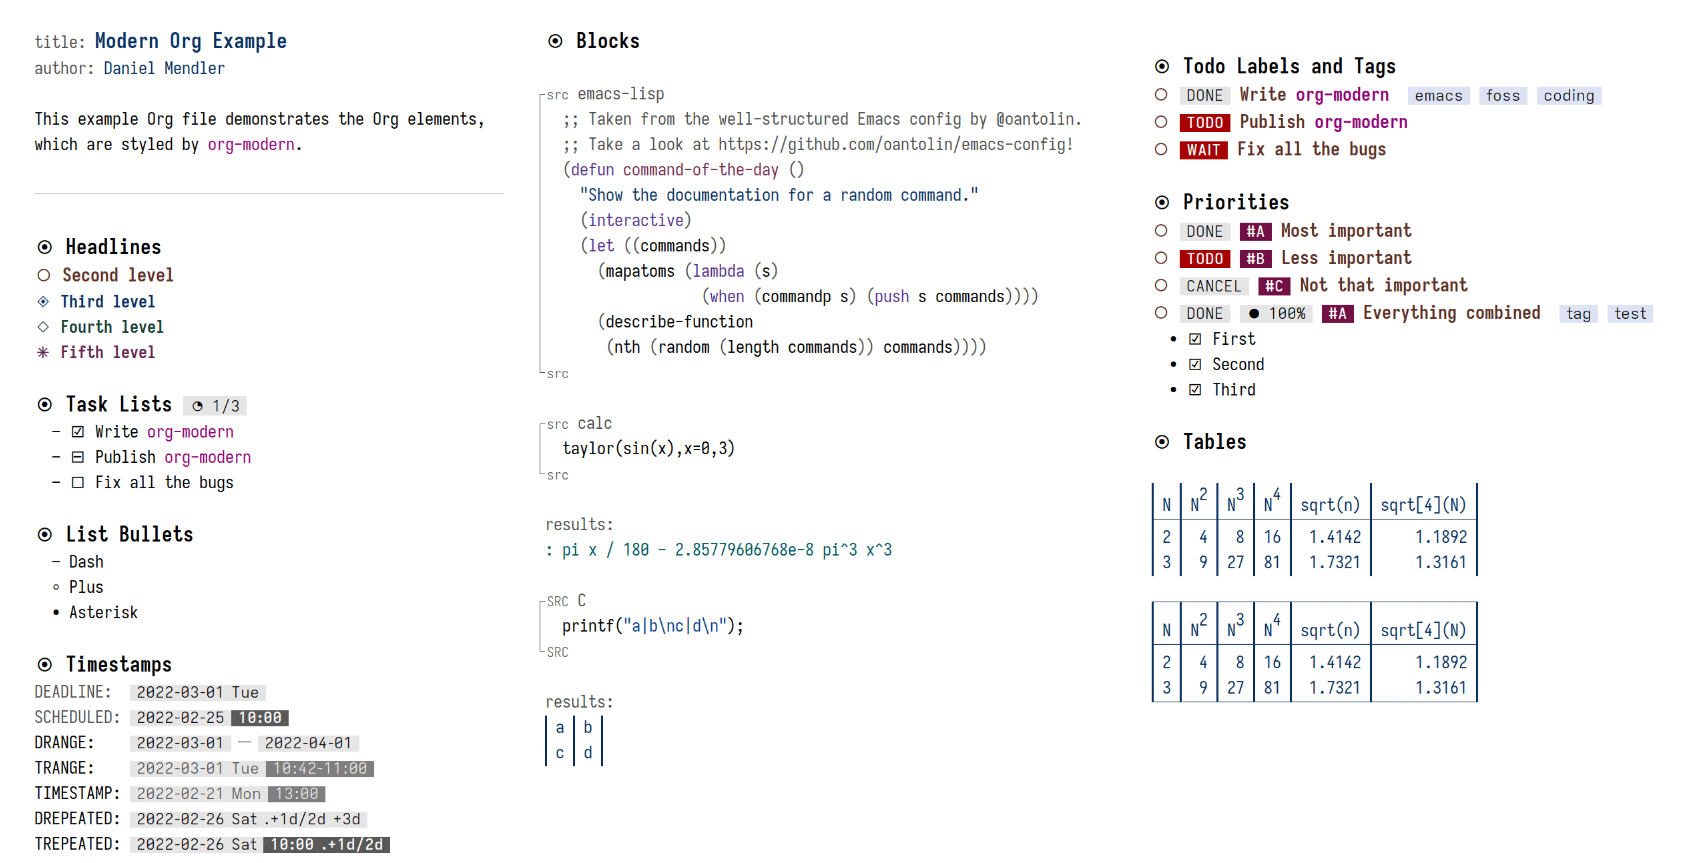 title: Modern Org Example
author: Daniel Mendler
This example Org file demonstrates the Org elements,
which are styled by org-modern.
Headlines
Second level
Third level
Fourth level
Fifth level
Task Lists 1/3
– ☑ Write org-modern
– ⊟ Publish org-modern
– ☐ Fix all the bugs
List Bullets
– Dash
◦ Plus
• Asterisk
Timestamps
DEADLINE: 2022-03-01 Tue
SCHEDULED: 2022-02-25 10:00
DRANGE: 2022-03-01 — 2022-04-01
TRANGE: 2022-03-01 Tue 10:42-11:00
TIMESTAMP: 2022-02-21 Mon 13:00
DREPEATED: 2022-02-26 Sat .+1d/2d +3d
TREPEATED: 2022-02-26 Sat 10:00 .+1d/2d
Blocks
src emacs-lisp
;; Taken from the well-structured Emacs config by @oantolin.
;; Take a look at https://github.com/oantolin/emacs-config!
(defun command-of-the-day ()
"Show the documentation for a random command."
(interactive)
(let ((commands))
(mapatoms (lambda (s)
(when (commandp s) (push s commands))))
(describe-function
(nth (random (length commands)) commands))))
src
src calc
taylor(sin(x),x=0,3)
src
results:
: pi x / 180 - 2.85779606768e-8 pi^3 x^3
SRC C
printf("a|b\nc|d\n");
SRC
results:
a b
c d
Todo Labels and Tags
DONE Write org-modern emacs foss coding
TODO Publish org-modern
WAIT Fix all the bugs
Priorities
DONE #A Most important
TODO #B Less important
CANCEL #C Not that important
DONE ● 100% #A Everything combined tag test
• ☑ First
• ☑ Second
• ☑ Third
Tables
N N² N³ N⁴ sqrt(n) sqrt[4](N)
2 4 8 16 1.4142 1.1892
3 9 27 81 1.7321 1.3161
N N² N³ N⁴ sqrt(n) sqrt[4](N)
2 4 8 16 1.4142 1.1892
3 9 27 81 1.7321 1.3161